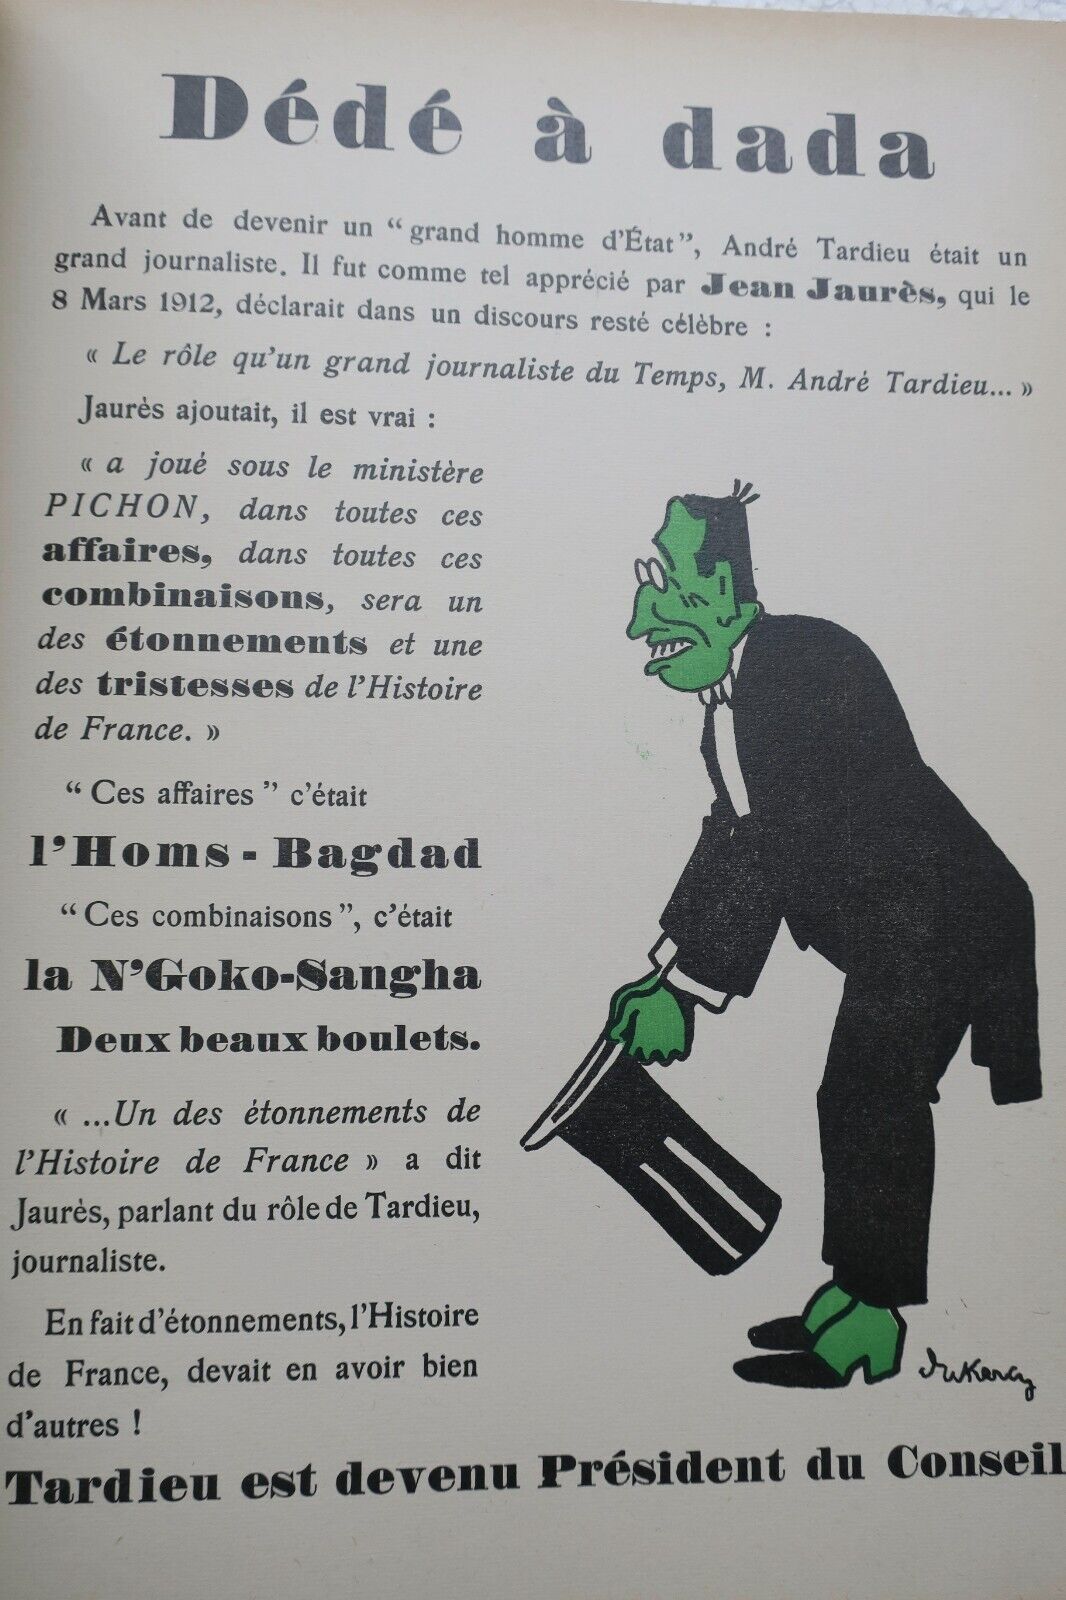 Dédé à dada
Avant de devenir un “ grand homme d'État ”, André Tardieu était un
grand journaliste. Il fut comme tel apprécié par Jean Jaurès, qui le
8 Mars 1912, déclarait dans un discours resté célèbre :
« Le rôle qu'un grand journaliste du Temps, M. André Tardieu... »
Jaurès ajoutait, il est vrai :
« a joué sous le ministère
PICHON, dans toutes ces
affaires, dans toutes ces
combinaisons, sera un
des étonnements et une
des tristesses de l'Histoire
de France. »
“ Ces affaires ” c'était
l'Homs - Bagdad
“ Ces combinaisons ”, c'était
la N'Goko-Sangha
Deux beaux boulets.
« ...Un des étonnements de
l'Histoire de France » a dit
Jaurès, parlant du rôle de Tardieu,
journaliste.
En fait d'étonnements, l'Histoire
de France, devait en avoir bien
d'autres !
Tardieu est devenu Président du Conseil